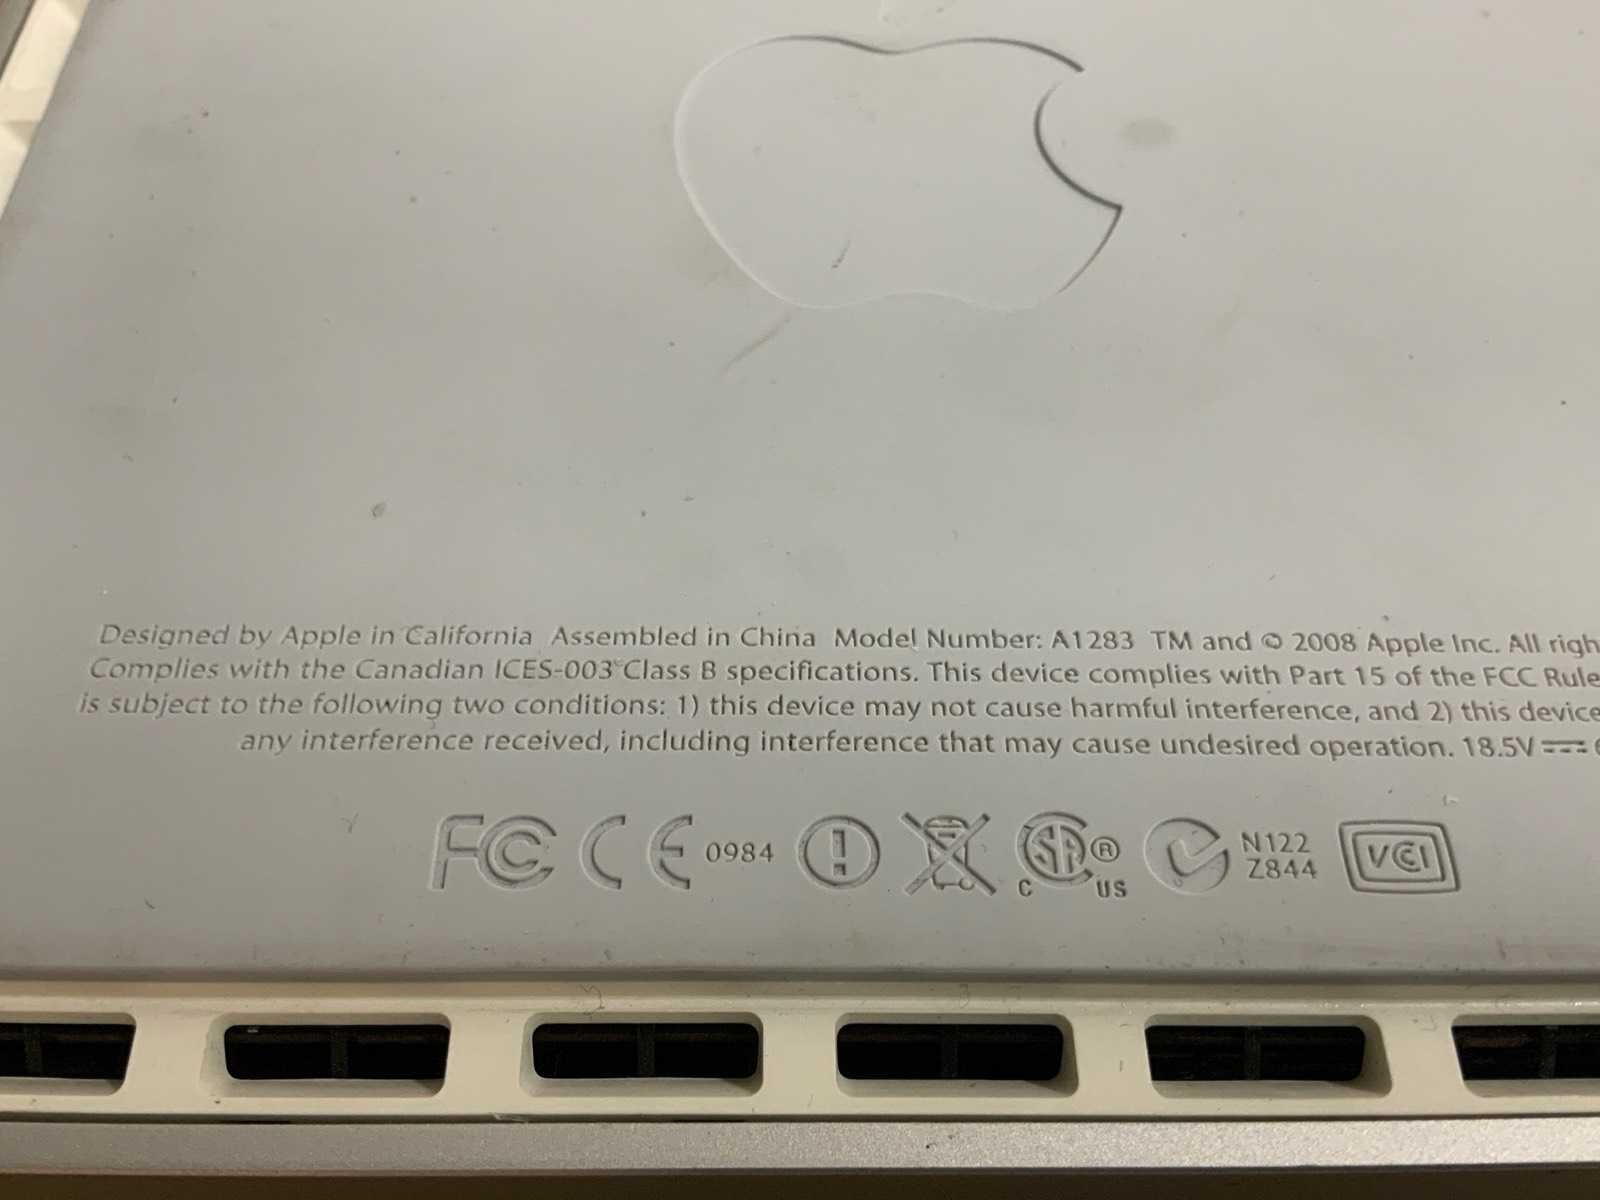 Designed by Apple in California Assembled in China Model Number: A1283 TM and © 2008 Apple Inc. All righ
Complies with the Canadian ICES-003 Class B specifications. This device complies with Part 15 of the FCC Rule
is subject to the following two conditions: 1) this device may not cause harmful interference, and 2) this device
any interference received, including interference that may cause undesired operation. 18.5V
FC CE 0984 ! SA ® C US N122 Z844 VCCI